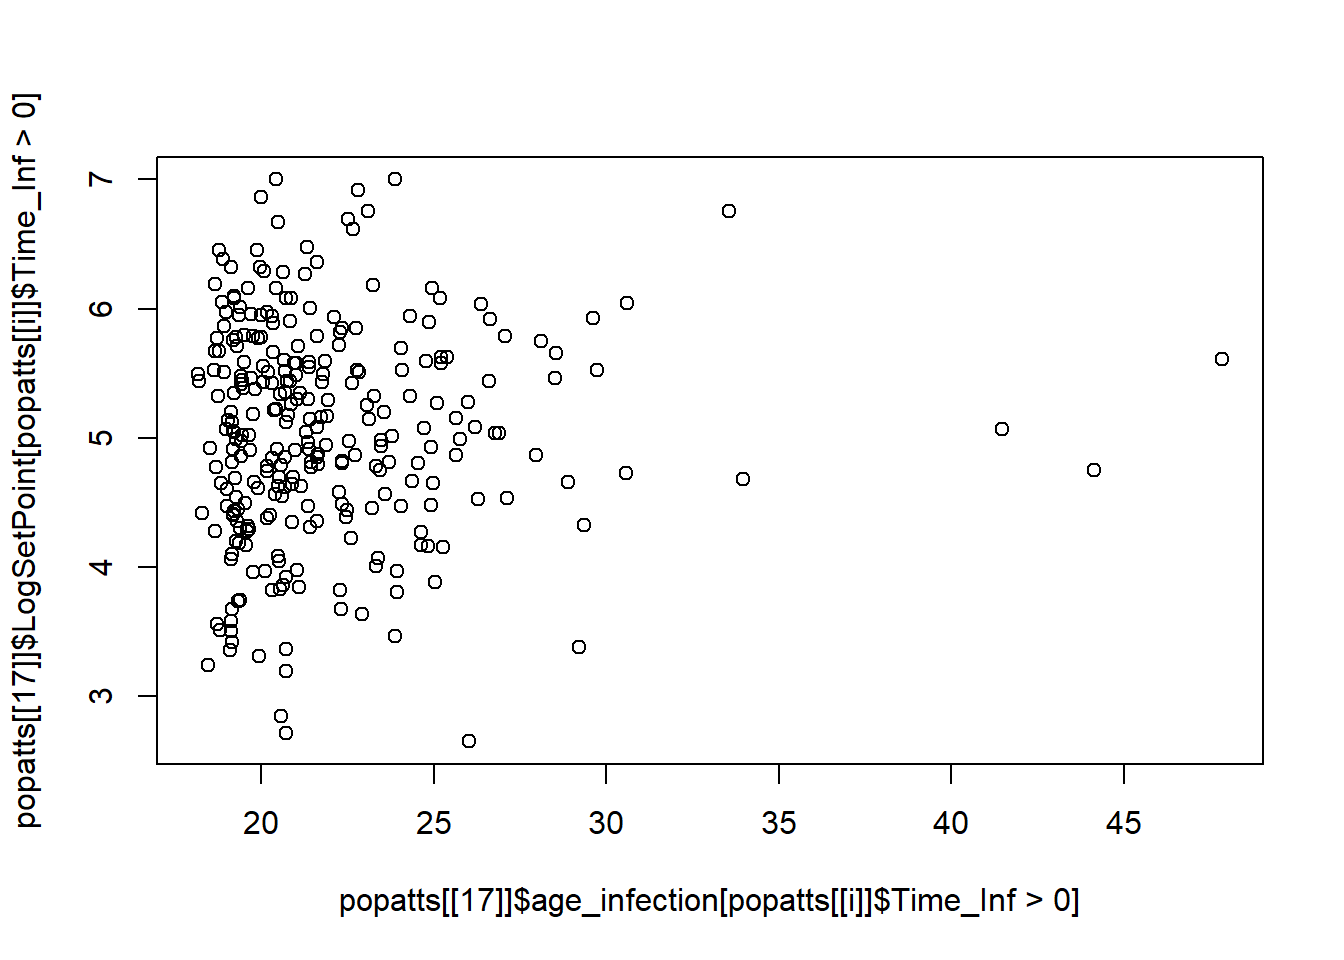 popatts[[17]]$LogSetPoint[popatts[[i]]$Time_Inf > 0]
7
6
5
4
3
20 25 30 35 40 45
popatts[[17]]$age_infection[popatts[[i]]$Time_Inf > 0]